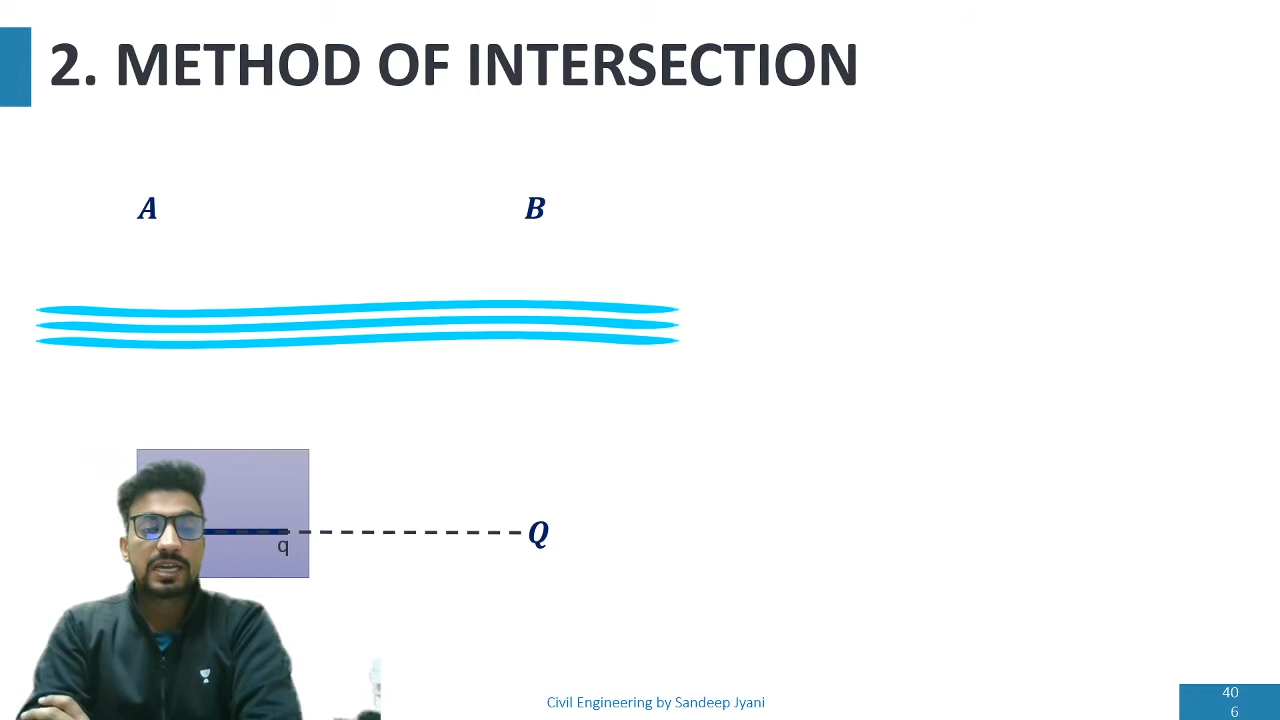 2. METHOD OF INTERSECTION
A B
q Q
Civil Engineering by Sandeep Jyani
40
6